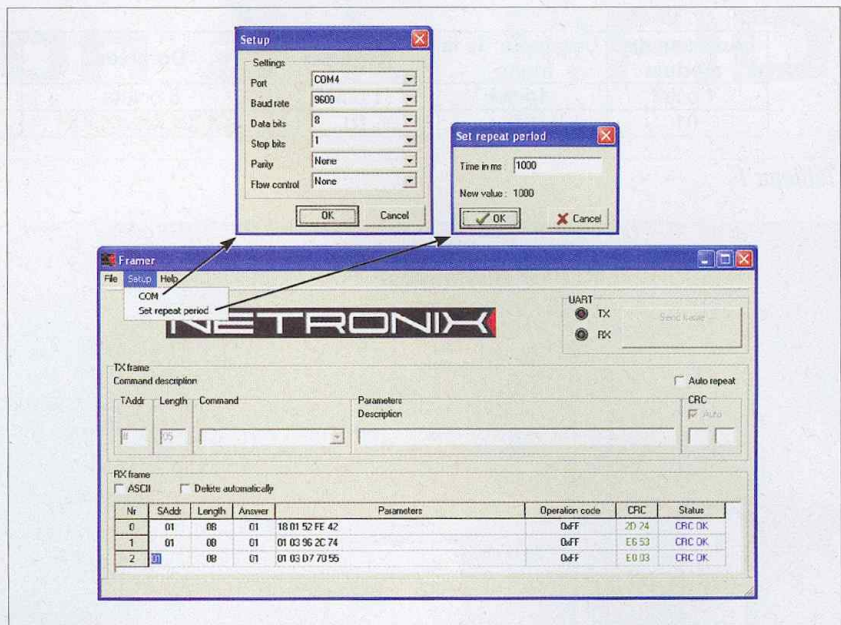 Setup
Settings
Port COM4
Baud rate 9600
Data bits 8
Stop bits 1
Parity None
Flow control None
OK Cancel
Set repeat period
Time in ms: 1000
New value: 1000
OK Cancel
Framer
File Setup Help
COM
Set repeat period
NETRONIX
UART
TX
RX
TX frame
Command description
Auto repeat
TAddr Length Command Parameters CRC
Description Auto
05
RX frame
ASCII Delete automatically
Nr SAddr Length Answer Parameters Operation code CRC Status
0 01 0B 01 18 01 52 FE 42 0xFF 2D 24 CRC OK
1 01 0B 01 01 03 96 2C 74 0xFF E6 53 CRC OK
2 01 0B 01 01 03 D7 70 55 0xFF E0 03 CRC OK